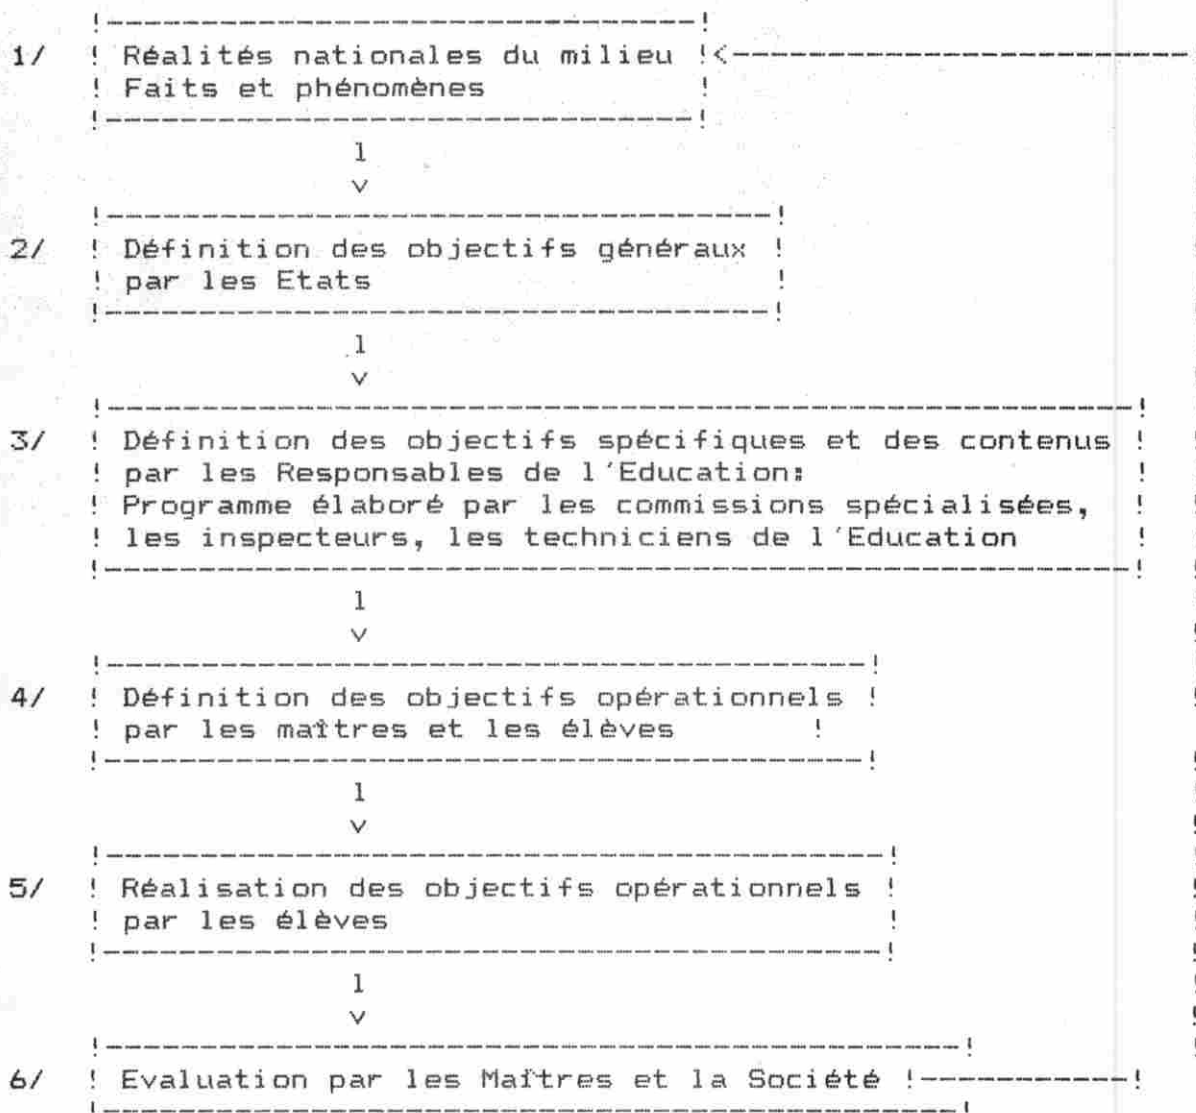 1/ Réalités nationales du milieu
Faits et phénomènes
2/ Définition des objectifs généraux
par les Etats
3/ Définition des objectifs spécifiques et des contenus
par les Responsables de l'Education:
Programme élaboré par les commissions spécialisées,
les inspecteurs, les techniciens de l'Education
4/ Définition des objectifs opérationnels
par les maîtres et les élèves
5/ Réalisation des objectifs opérationnels
par les élèves
6/ Evaluation par les Maîtres et la Société